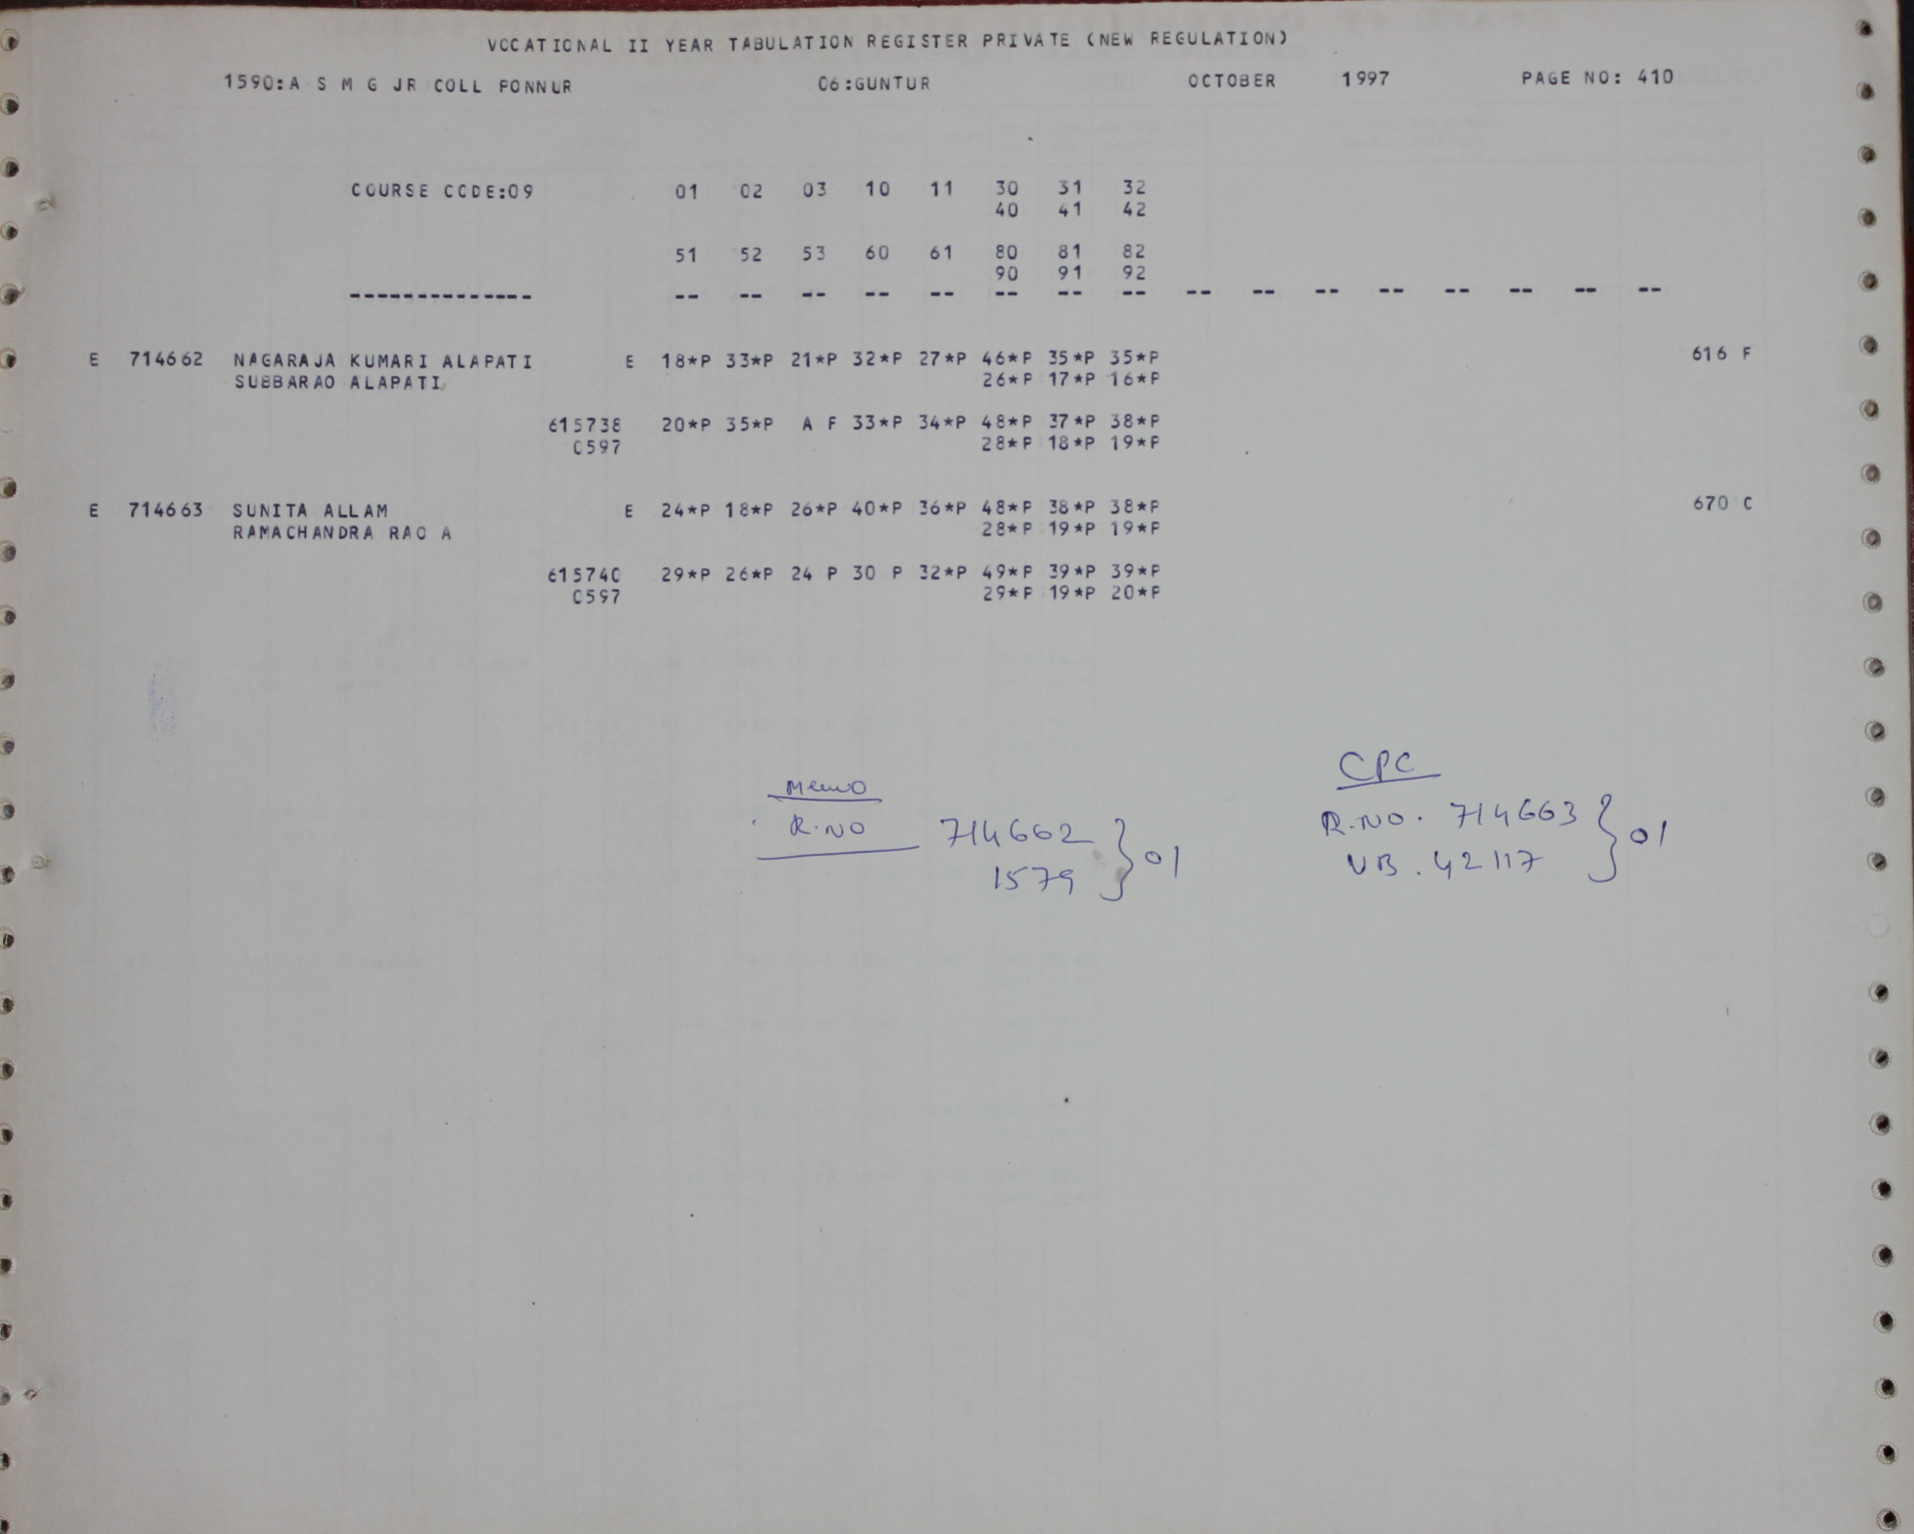 VOCATIONAL II YEAR TABULATION REGISTER PRIVATE (NEW REGULATION)
1590:A S M G JR COLL PONNUR 06:GUNTUR OCTOBER 1997 PAGE NO: 410
COURSE CODE:09 01 02 03 10 11 30 31 32
40 41 42
51 52 53 60 61 80 81 82
90 91 92
-------------- -- -- -- -- -- -- -- -- -- -- -- -- -- -- -- --
E 714662 NAGARAJA KUMARI ALAPATI E 18*P 33*P 21*P 32*P 27*P 46*P 35*P 35*P 616 F
SUBBARAO ALAPATI 26*P 17*P 16*P
615738 20*P 35*P A F 33*P 34*P 48*P 37*P 38*P
0597 28*P 18*P 19*P
E 714663 SUNITA ALLAM E 24*P 18*P 26*P 40*P 36*P 48*P 38*P 38*P 670 C
RAMACHANDRA RAO A 28*P 19*P 19*P
615740 29*P 26*P 24 P 30 P 32*P 49*P 39*P 39*P
0597 29*P 19*P 20*P
Memo
R.NO 714662 } 01
1579
CPC
R.NO. 714663 } 01
VB. 42117